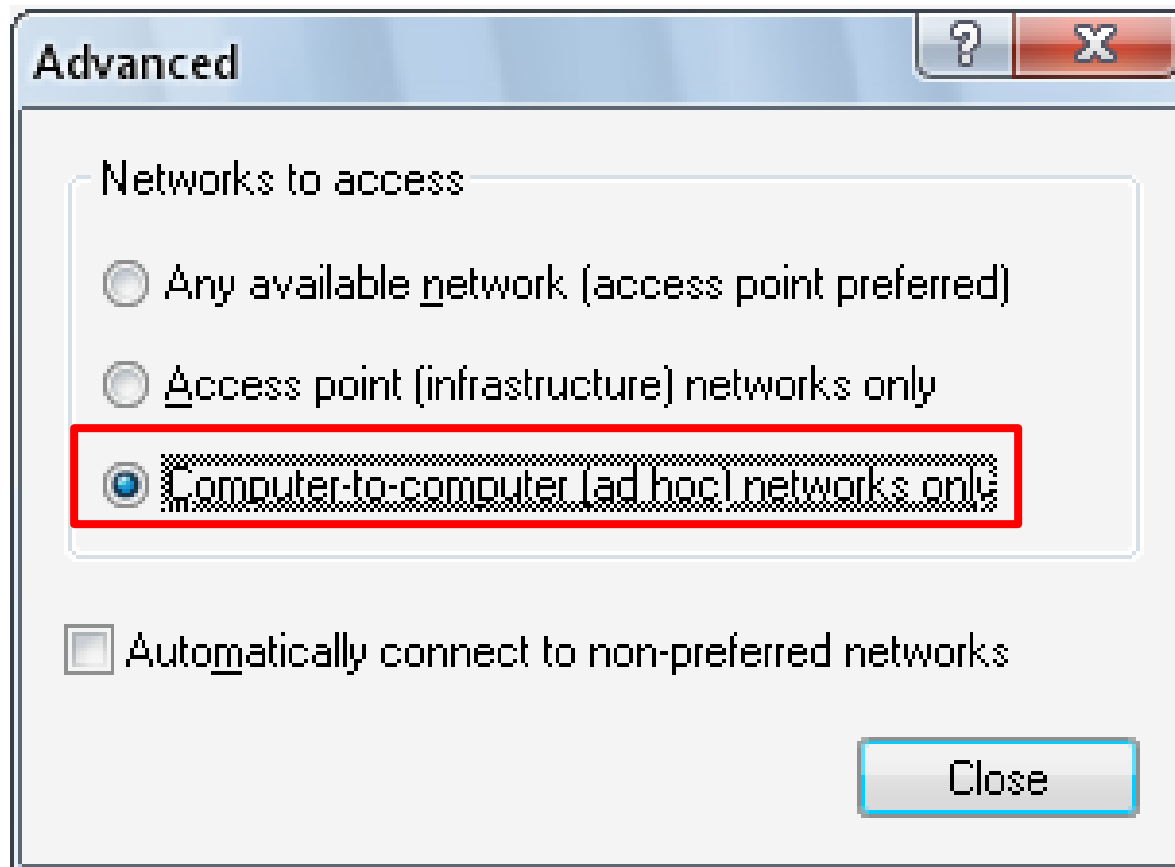 Advanced
Networks to access
Any available network (access point preferred)
Access point (infrastructure) networks only
Computer-to-computer (ad hoc) networks only
Automatically connect to non-preferred networks
Close